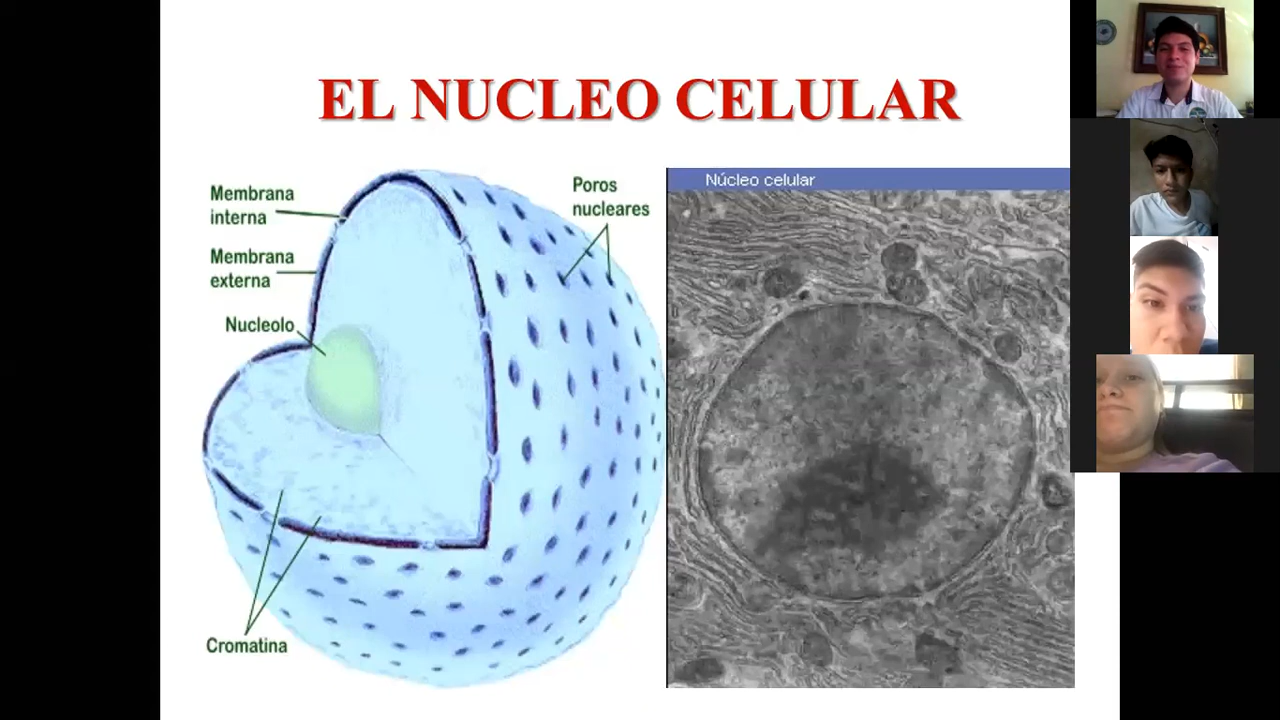 EL NUCLEO CELULAR
Membrana
interna
Membrana
externa
Nucleolo
Cromatina
Poros
nucleares
Núcleo celular